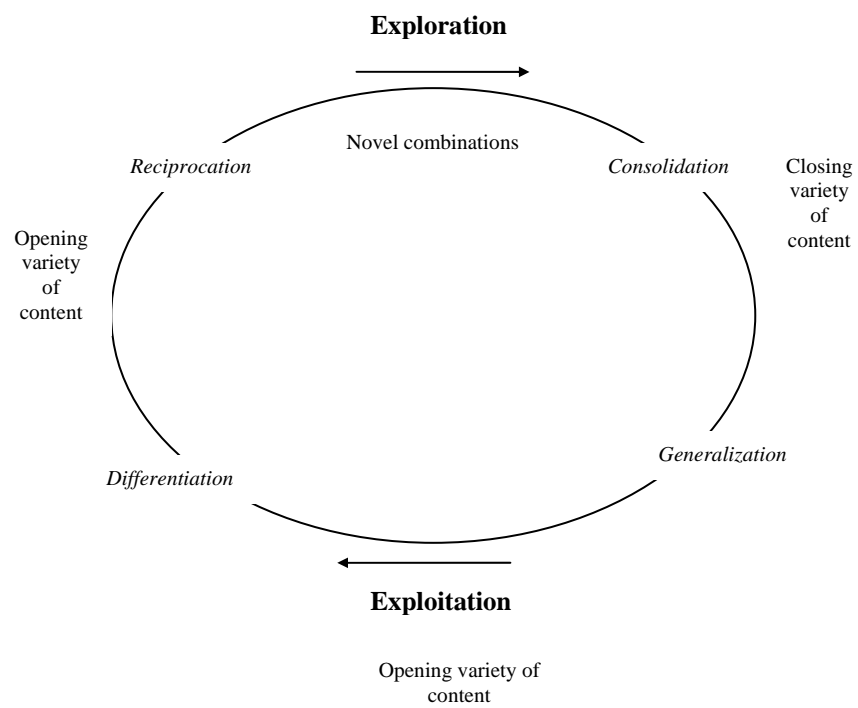 Exploration
Novel combinations
Reciprocation
Consolidation
Closing
variety
of
content
Opening
variety
of
content
Generalization
Differentiation
Exploitation
Opening variety of
content